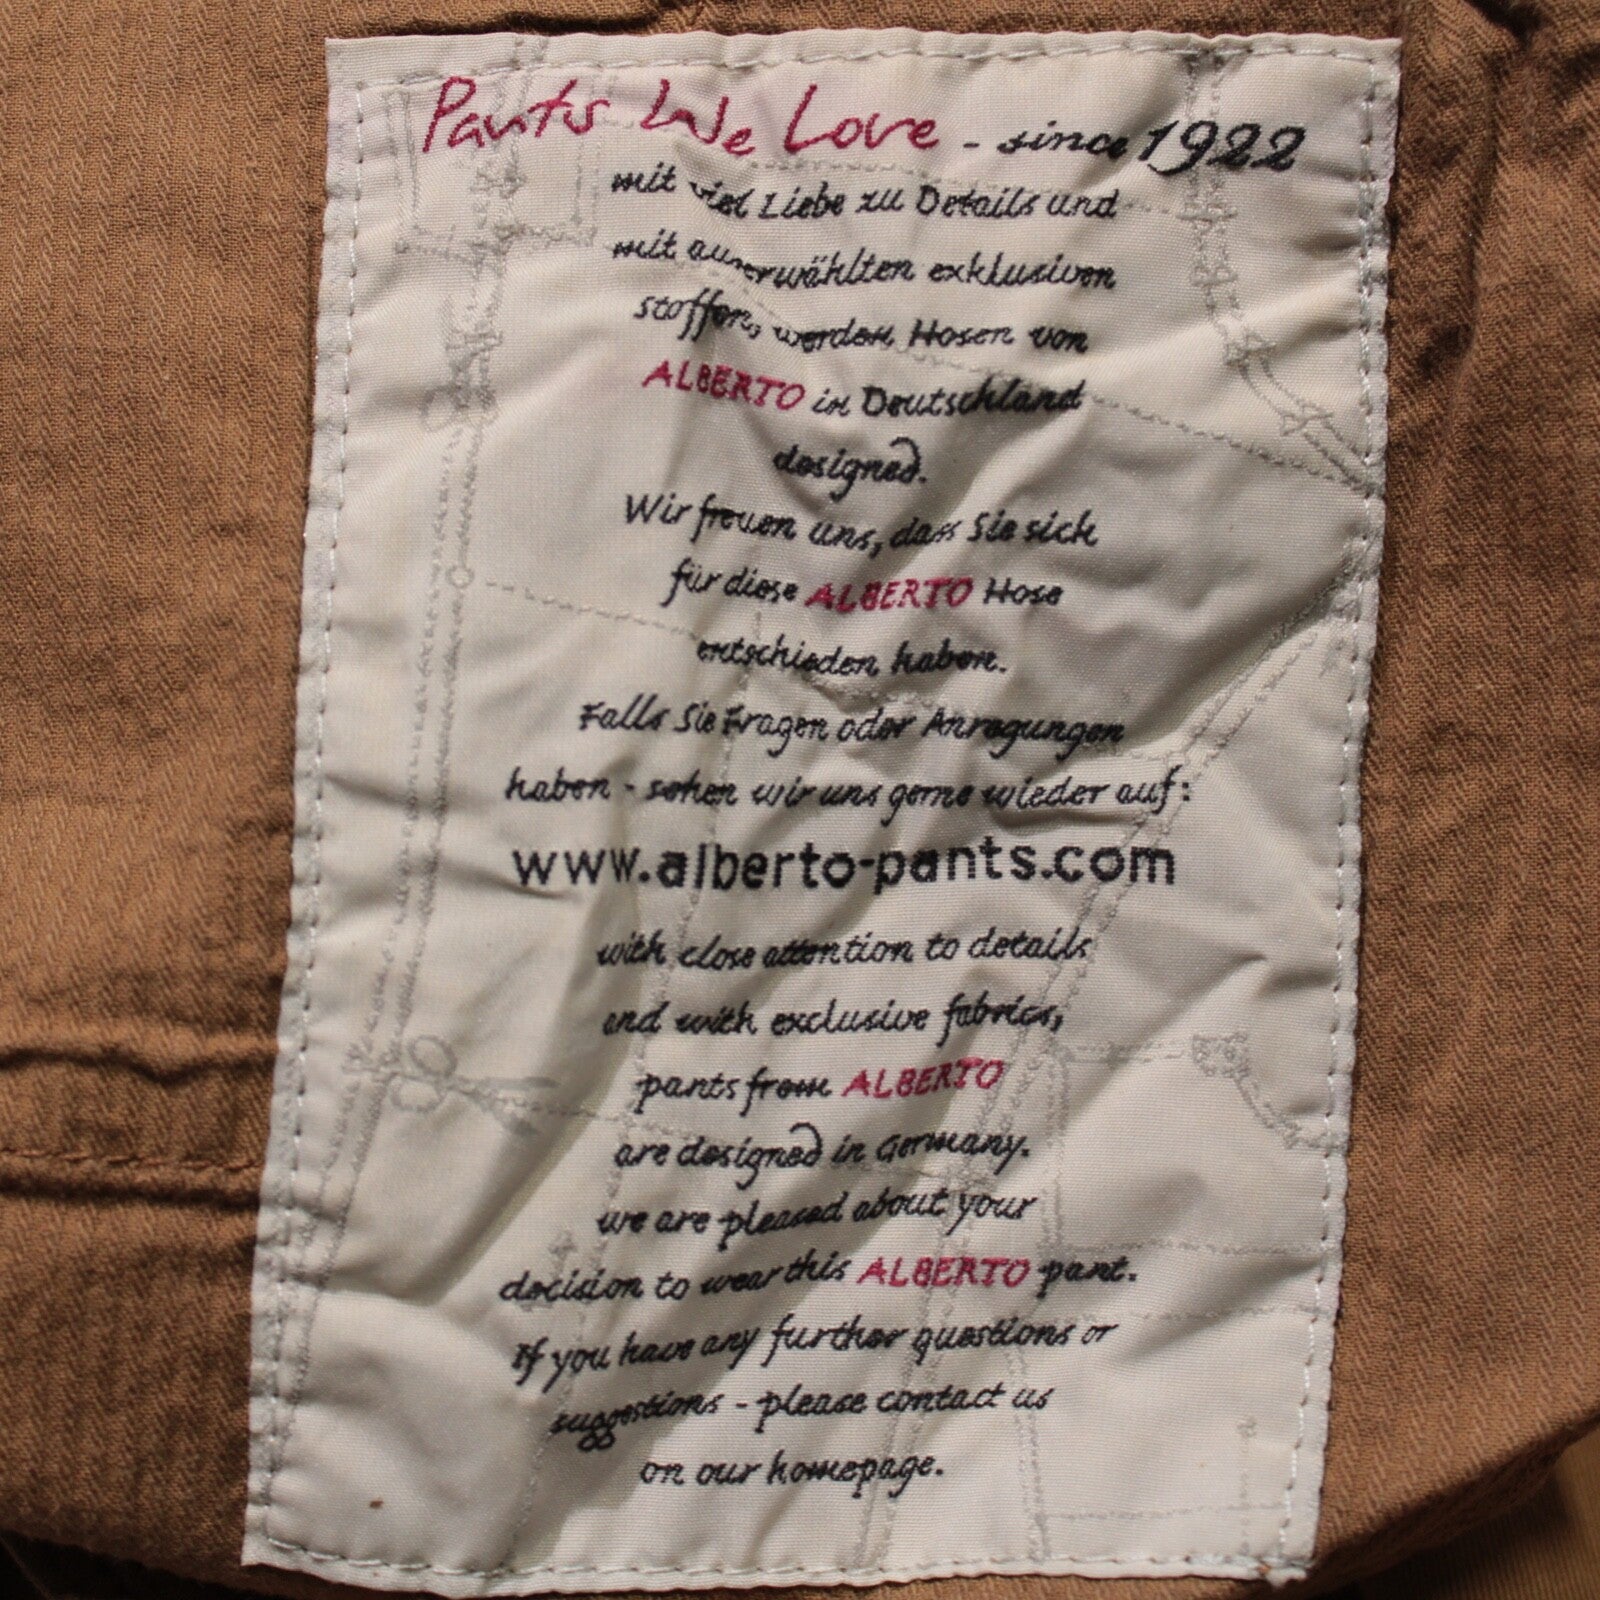 Pants We Love - since 1922
mit viel Liebe zu Details und
mit auserwählten exklusiven
Stoffen, werden Hosen von
ALBERTO in Deutschland
designed.
Wir freuen uns, dass Sie sich
für diese ALBERTO Hose
entschieden haben.
Falls Sie Fragen oder Anregungen
haben - sehen wir uns gerne wieder auf:
www.alberto-pants.com
with close attention to details
and with exclusive fabrics,
pants from ALBERTO
are designed in Germany.
we are pleased about your
decision to wear this ALBERTO pant.
If you have any further questions or
suggestions - please contact us
on our homepage.